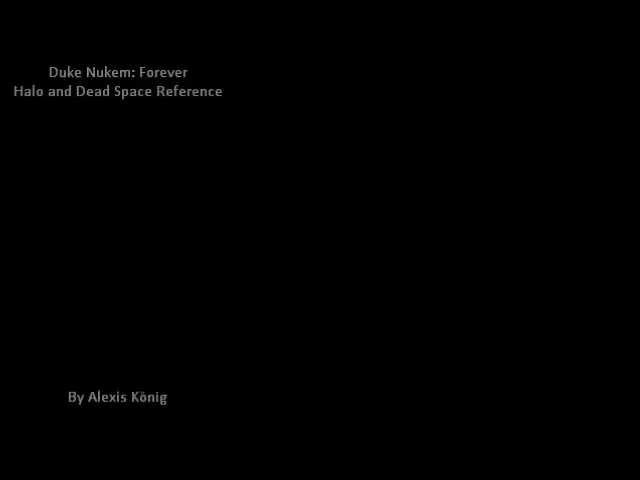 Duke Nukem: Forever
Halo and Dead Space Reference
By Alexis König